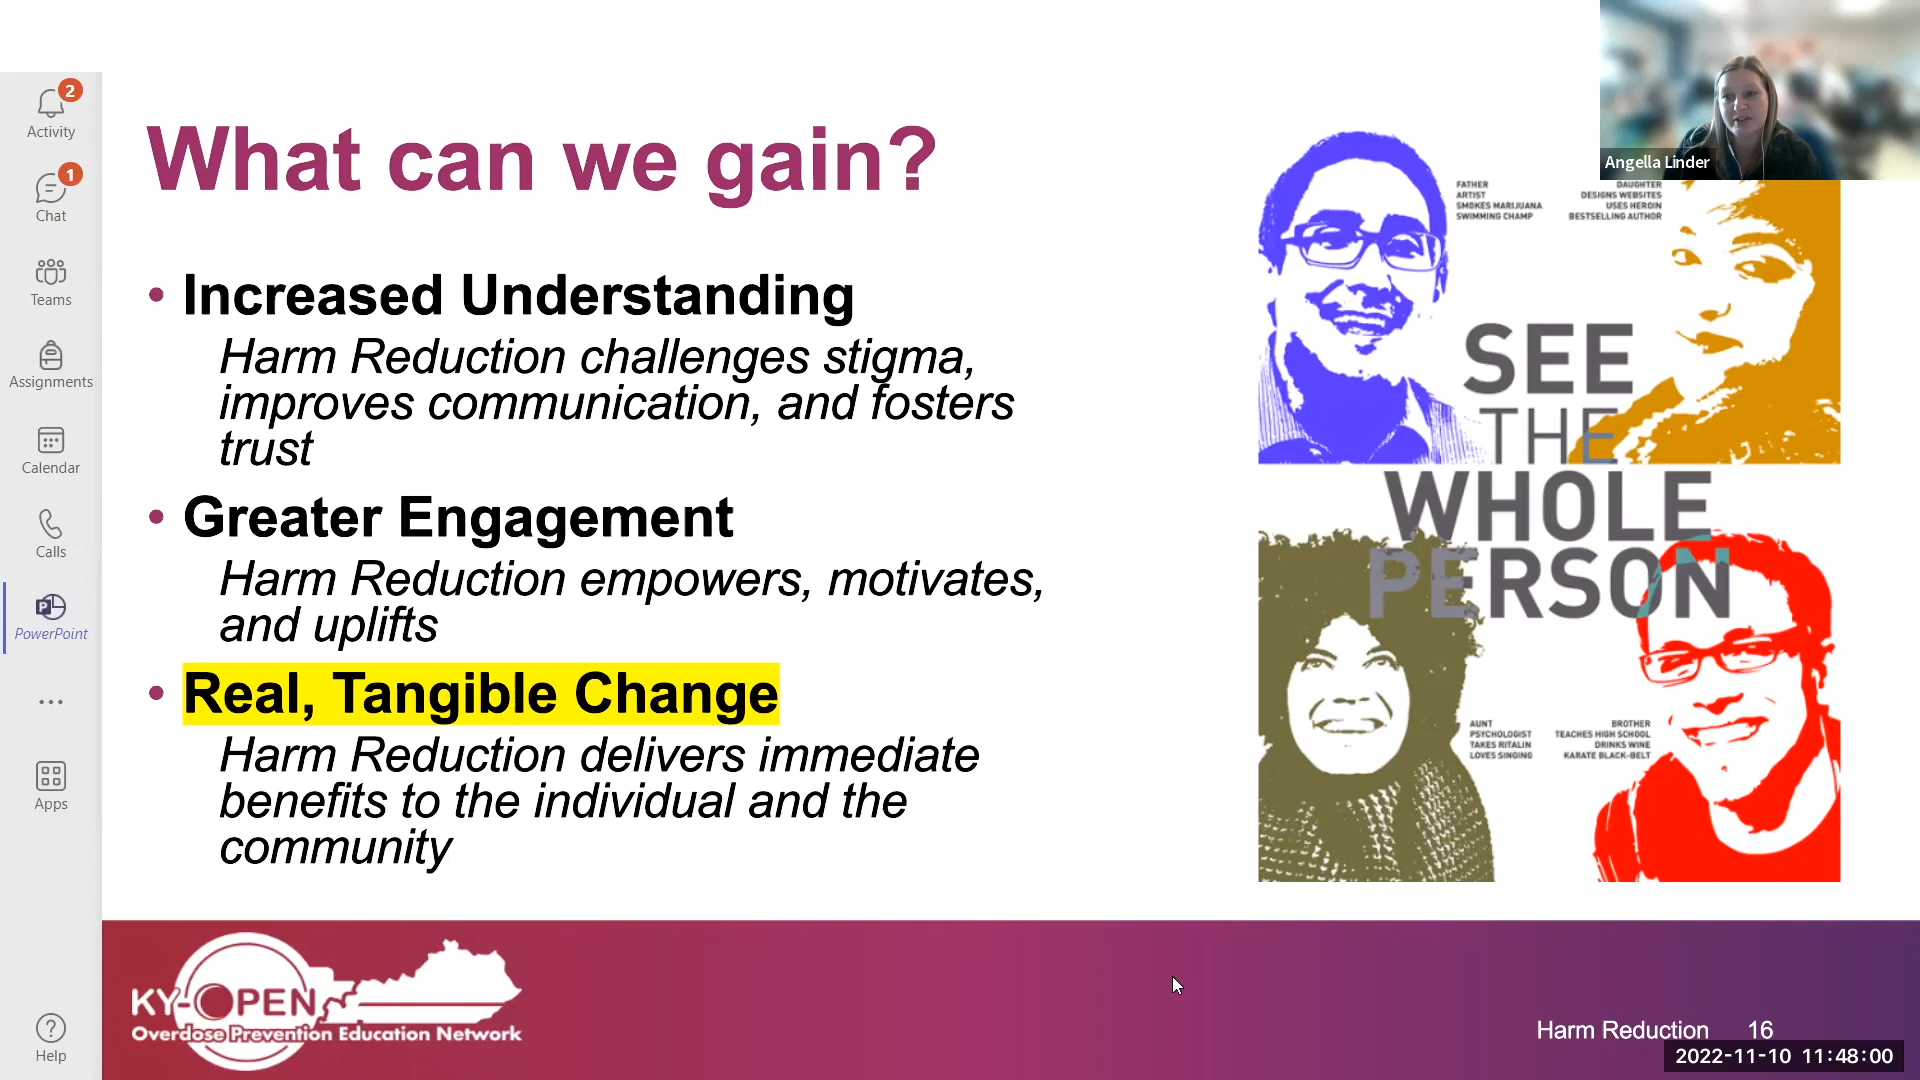 2
Activity
1
Chat
Teams
Assignments
Calendar
Calls
PowerPoint
Apps
Help
What can we gain?
• Increased Understanding
Harm Reduction challenges stigma,
improves communication, and fosters
trust
• Greater Engagement
Harm Reduction empowers, motivates,
and uplifts
• Real, Tangible Change
Harm Reduction delivers immediate
benefits to the individual and the
community
Angella Linder
FATHER
ARTIST
SMOKES MARIJUANA
SWIMMING CHAMP
DAUGHTER
DESIGNS WEBSITES
USES HEROIN
BESTSELLING AUTHOR
SEE
THE
WHOLE
PERSON
AUNT
PSYCHOLOGIST
TAKES RITALIN
LOVES SINGING
BROTHER
TEACHES HIGH SCHOOL
DRINKS WINE
KARATE BLACK-BELT
KY-OPEN
Overdose Prevention Education Network
Harm Reduction 16
2022-11-10 11:48:00